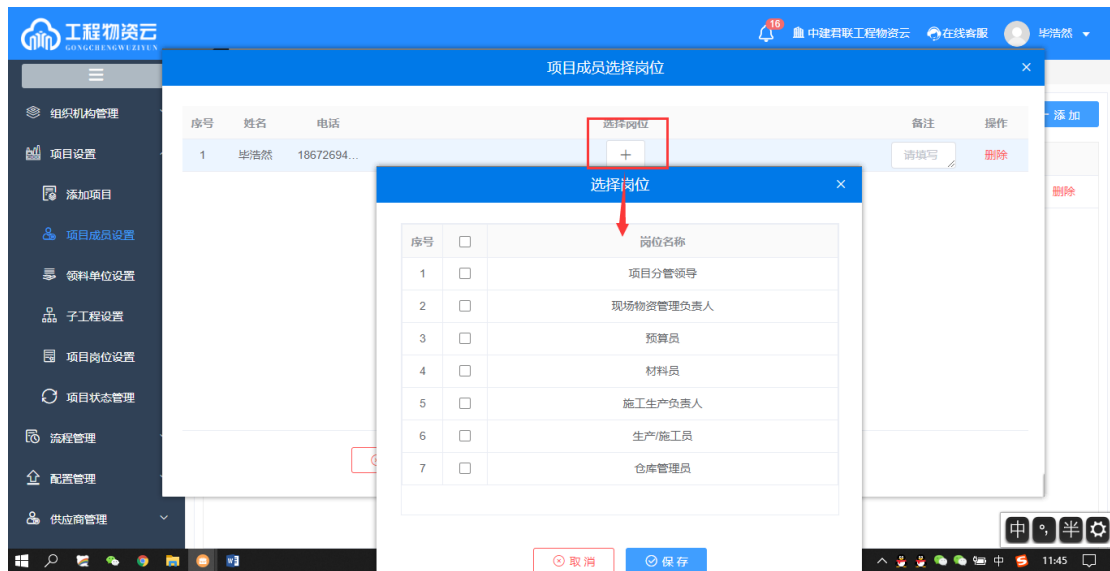 工程物资云
GONGCHENGWUZIYUN
16
中建君联工程物资云
在线客服
毕浩然
项目成员选择岗位
组织机构管理
项目设置
添加项目
项目成员设置
领料单位设置
子工程设置
项目岗位设置
项目状态管理
流程管理
配置管理
供应商管理
序号 姓名 电话 选择岗位 备注 操作
1 毕浩然 18672694... + 请填写 删除
添加
删除
选择岗位
序号 岗位名称
1 项目分管领导
2 现场物资管理负责人
3 预算员
4 材料员
5 施工生产负责人
6 生产/施工员
7 仓库管理员
取消 保存
中 °, 半
中 11:45